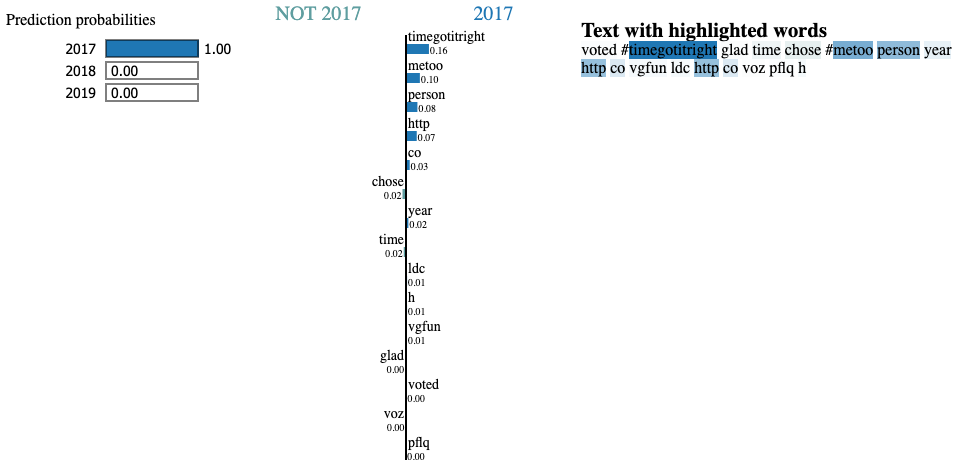 Prediction probabilities
2017 1.00
2018 0.00
2019 0.00
NOT 2017 2017
timegotitright
0.16
metoo
0.10
person
0.08
http
0.07
co
0.03
chose
0.02
year
0.02
time
0.02
ldc
0.01
h
0.01
vgfun
0.01
glad
0.00
voted
0.00
voz
0.00
pflq
0.00
Text with highlighted words
voted #timegotitright glad time chose #metoo person year
http co vgfun ldc http co voz pflq h